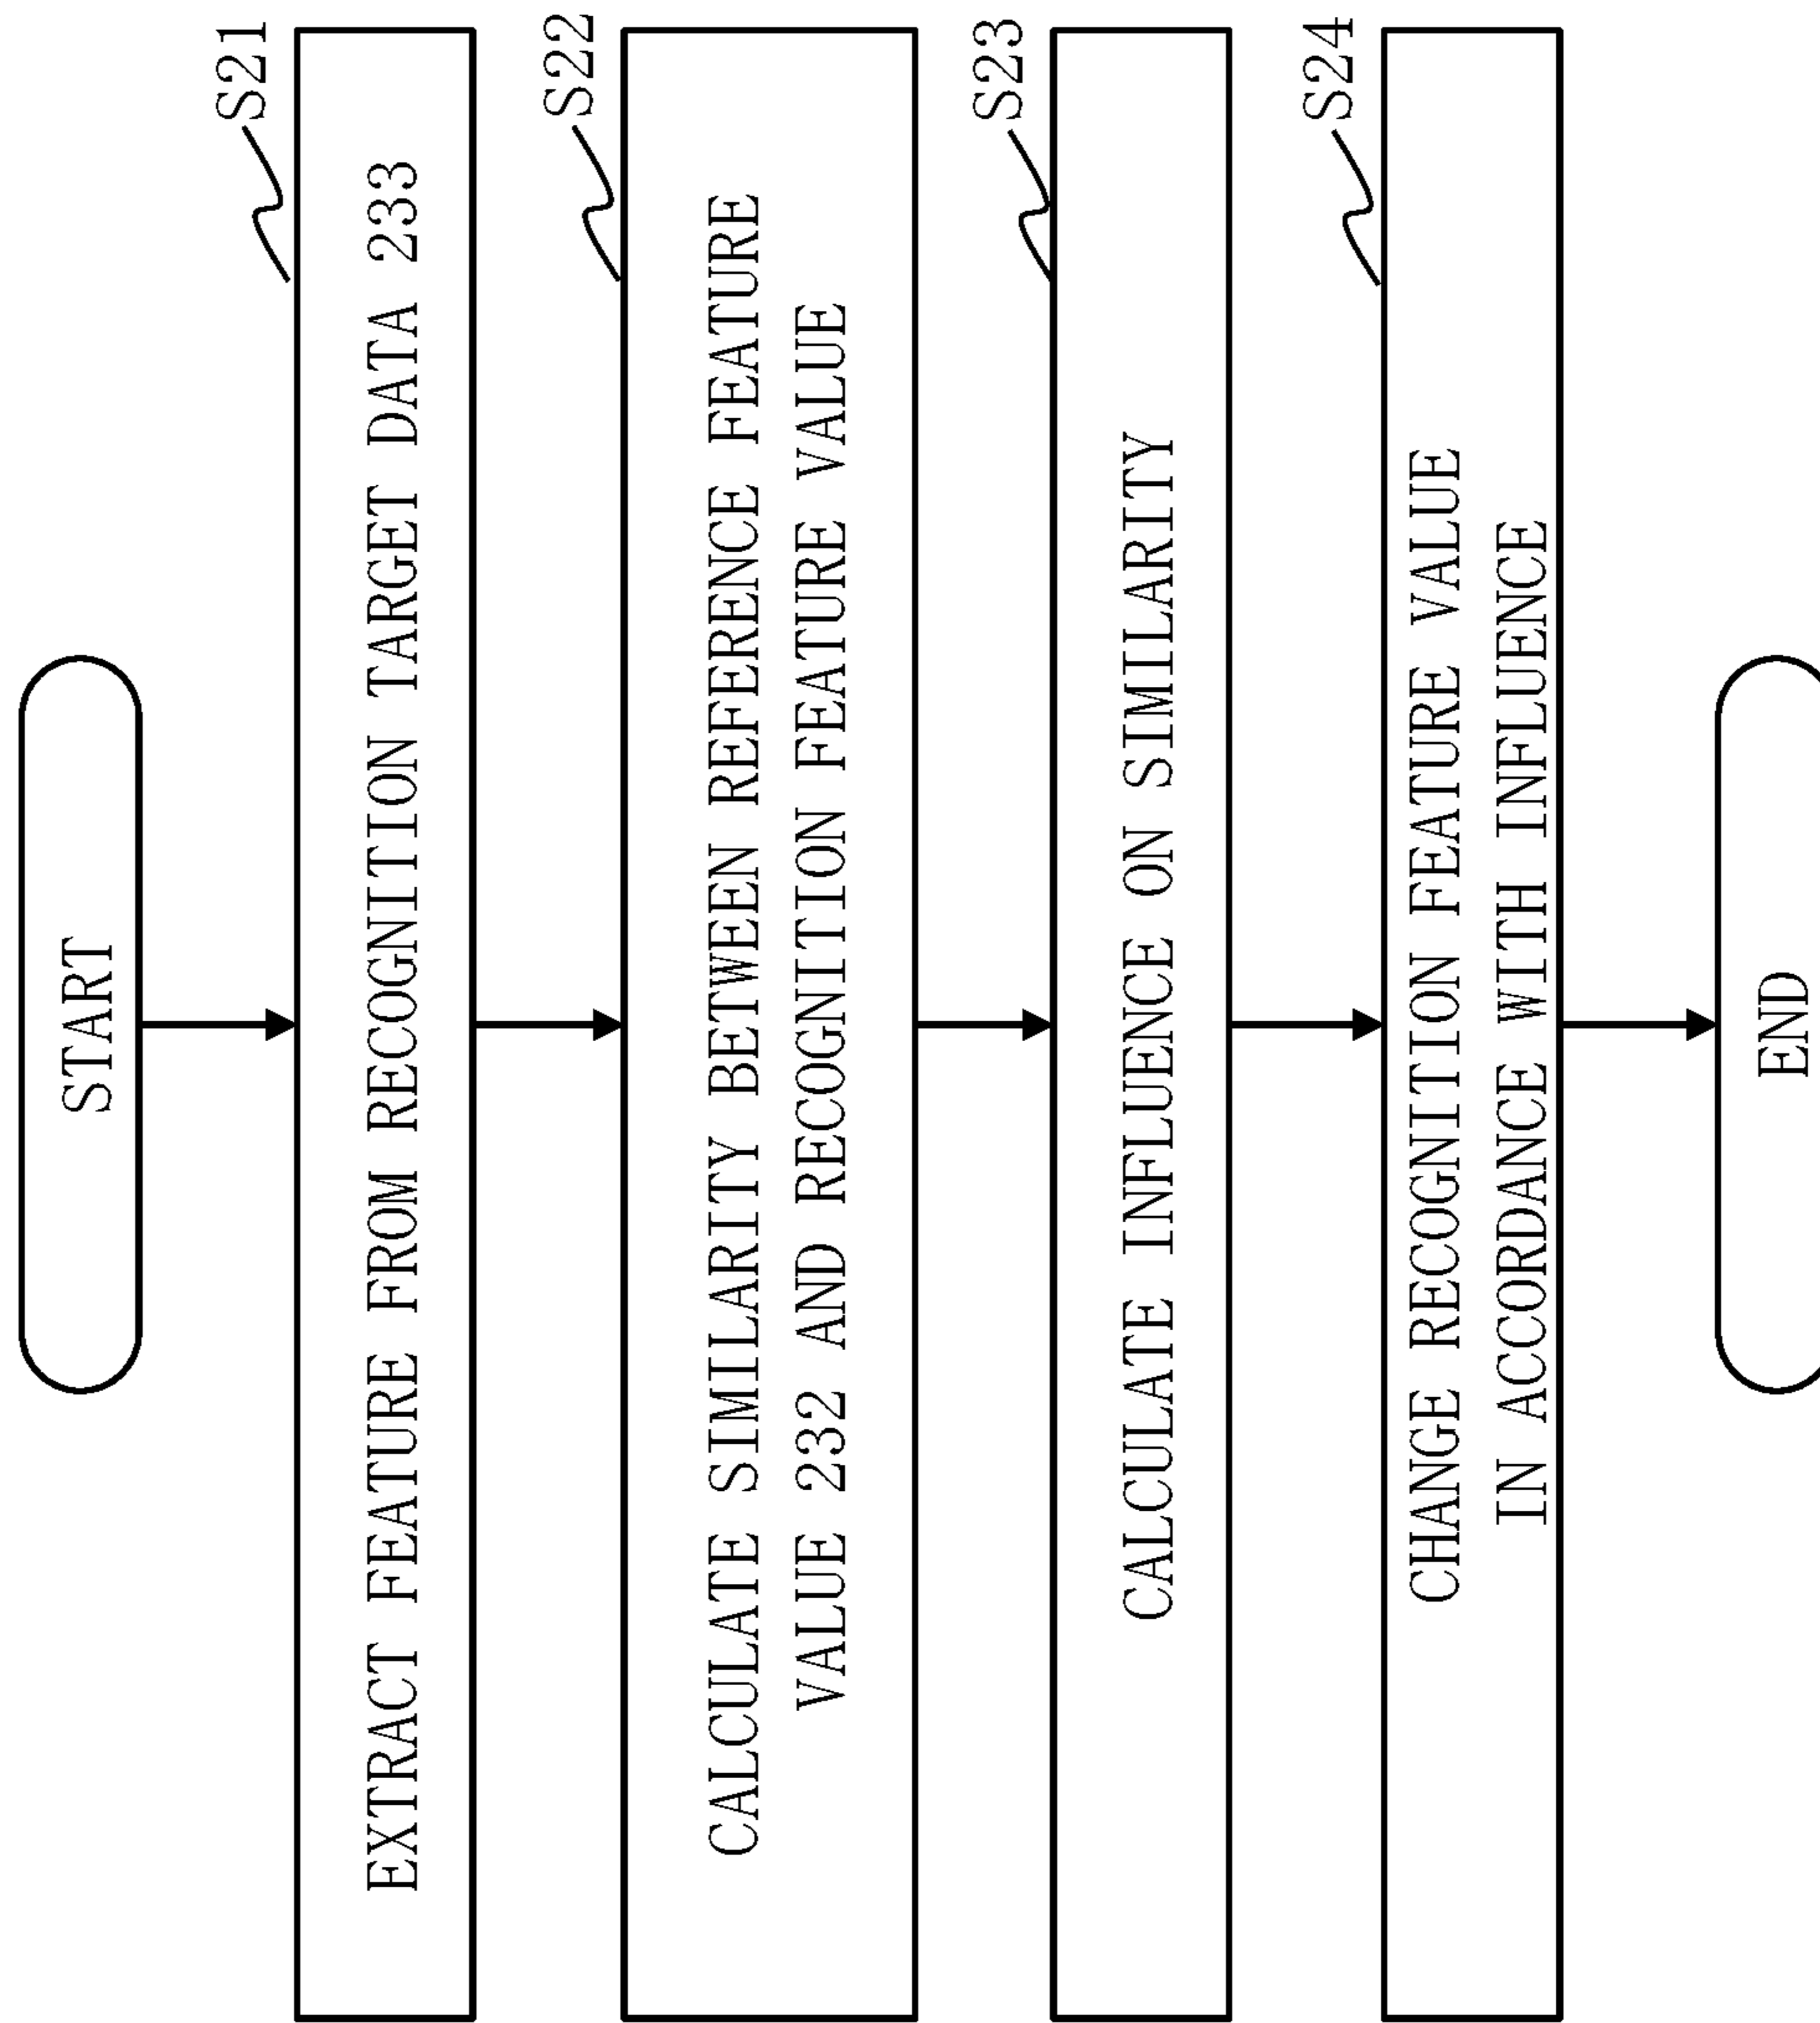 START
S21
EXTRACT FEATURE FROM RECOGNITION TARGET DATA 233
S22
CALCULATE SIMILARITY BETWEEN REFERENCE FEATURE
VALUE 232 AND RECOGNITION FEATURE VALUE
S23
CALCULATE INFLUENCE ON SIMILARITY
S24
CHANGE RECOGNITION FEATURE VALUE
IN ACCORDANCE WITH INFLUENCE
END